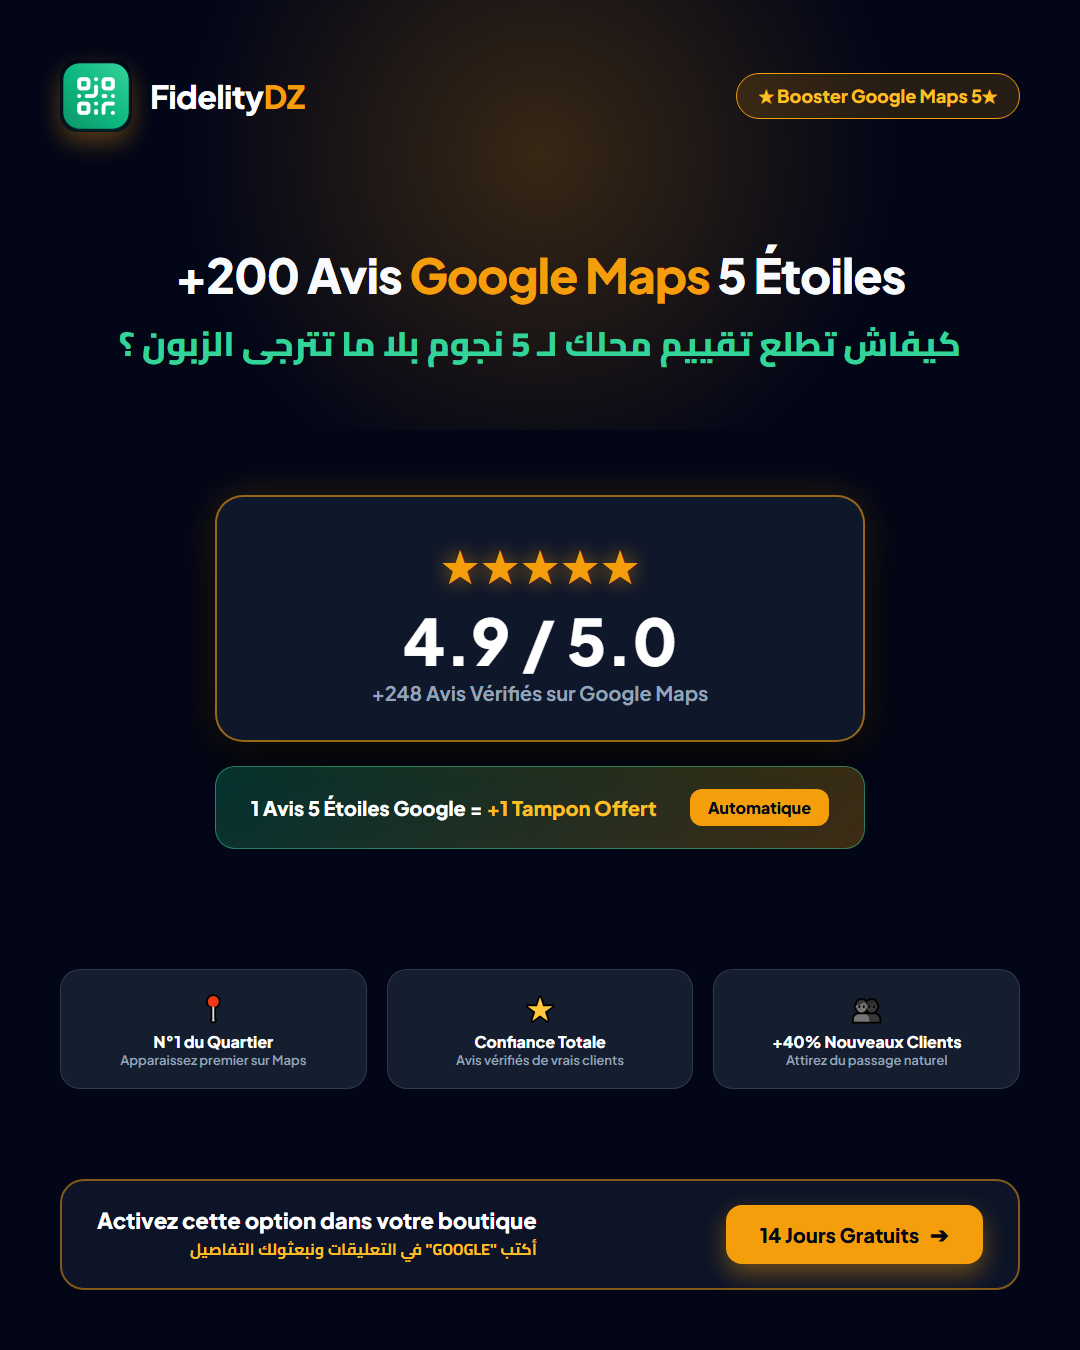 FidelityDZ
★ Booster Google Maps 5★
+200 Avis Google Maps 5 Étoiles
كيفاش تطلع تقييم محلك لـ 5 نجوم بلا ما تترجى الزبون ؟
★★★★★
4.9 / 5.0
+248 Avis Vérifiés sur Google Maps
1 Avis 5 Étoiles Google = +1 Tampon Offert
Automatique
N°1 du Quartier
Apparaissez premier sur Maps
Confiance Totale
Avis vérifiés de vrais clients
+40% Nouveaux Clients
Attirez du passage naturel
Activez cette option dans votre boutique
أكتب "GOOGLE" في التعليقات ونبعثولك التفاصيل
14 Jours Gratuits ➔